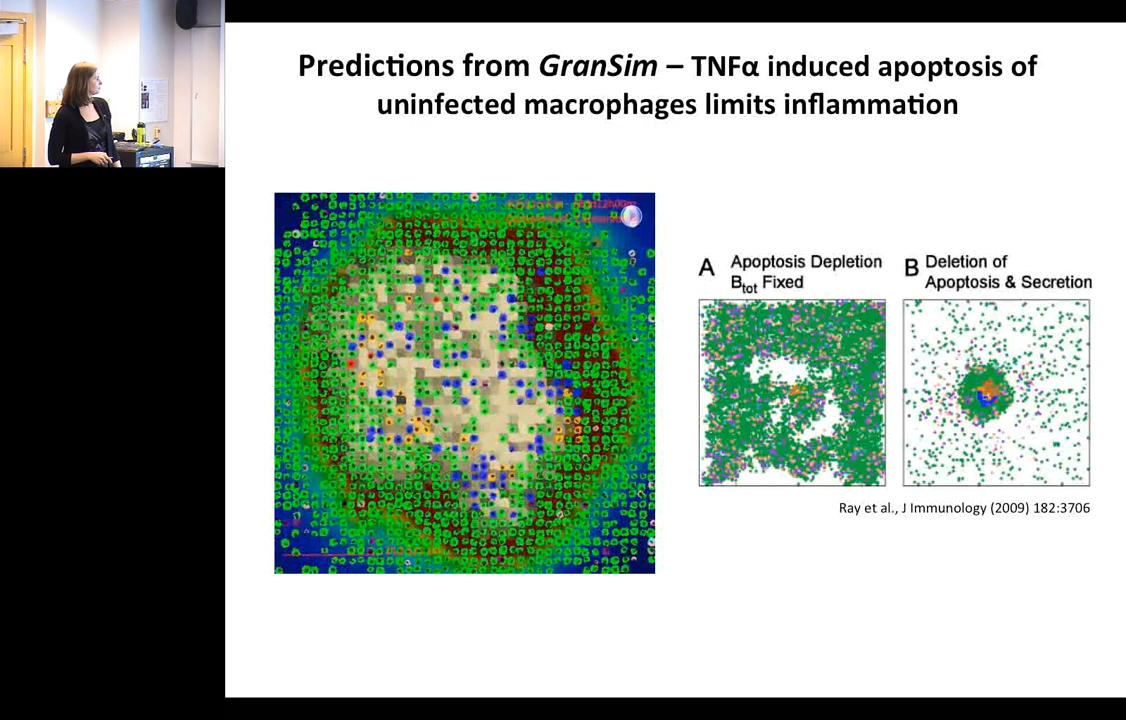 Predictions from GranSim – TNFα induced apoptosis of
uninfected macrophages limits inflammation
A Apoptosis Depletion
Btot Fixed
B Deletion of
Apoptosis & Secretion
Ray et al., J Immunology (2009) 182:3706